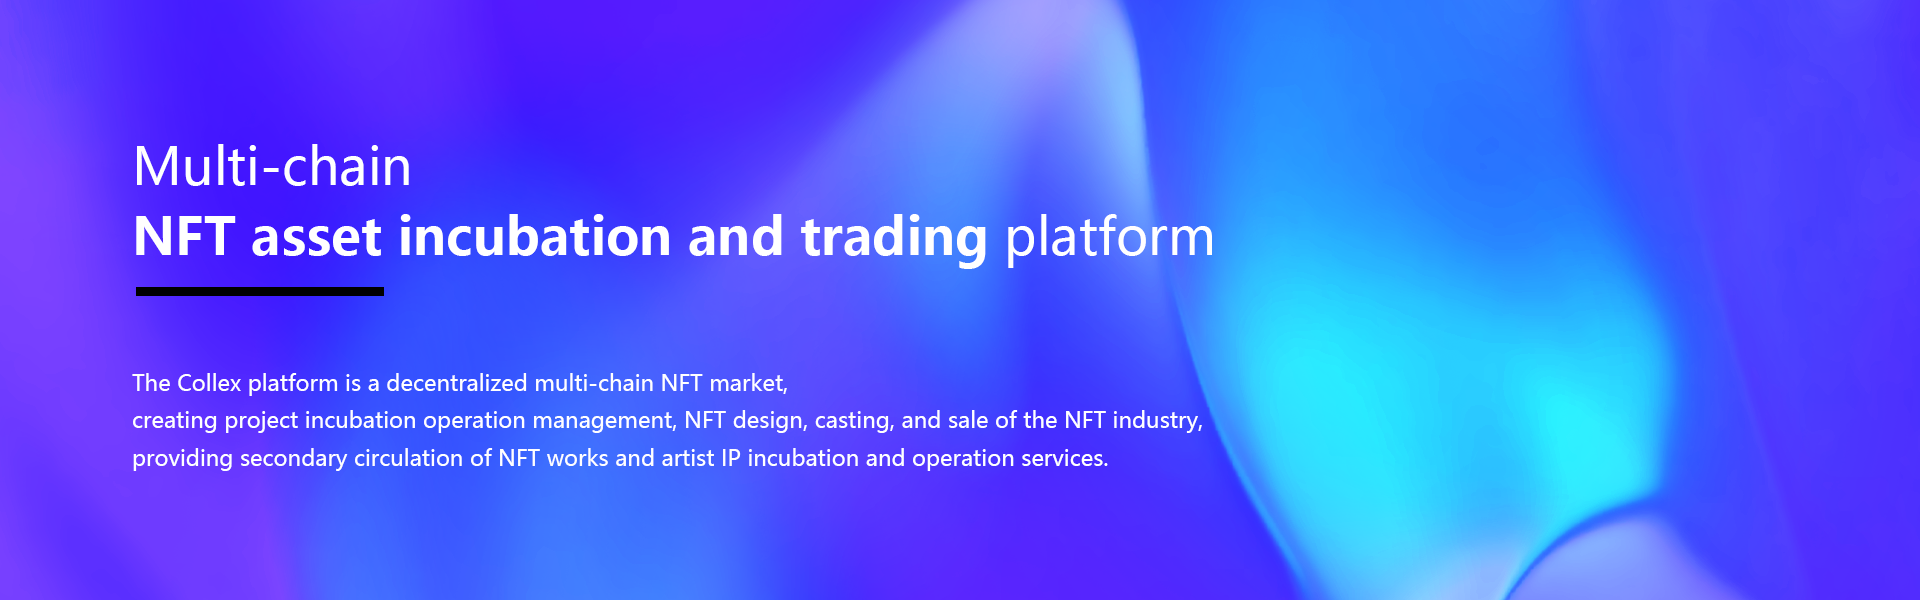 Multi-chain
NFT asset incubation and trading platform
The Collex platform is a decentralized multi-chain NFT market,
creating project incubation operation management, NFT design, casting, and sale of the NFT industry,
providing secondary circulation of NFT works and artist IP incubation and operation services.